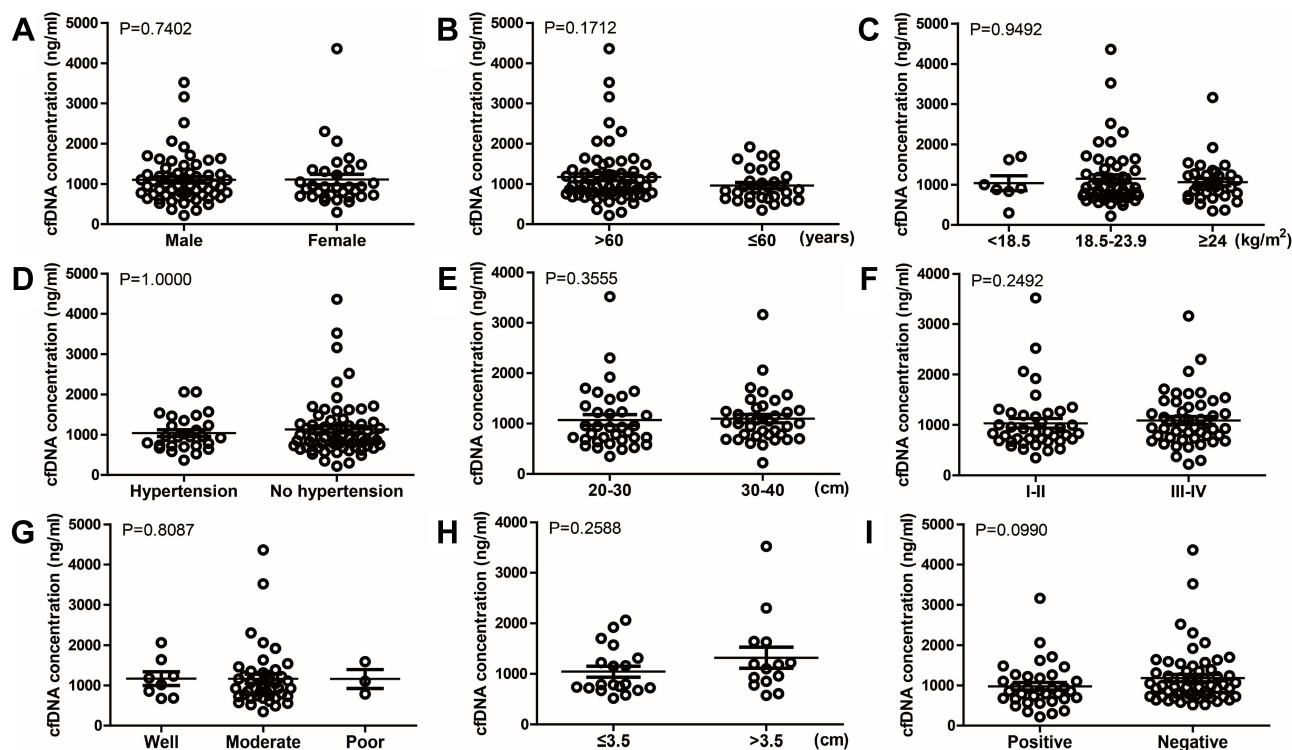 A
cfDNA concentration (ng/ml)
P=0.7402
5000
4000
3000
2000
1000
0
Male Female
B
cfDNA concentration (ng/ml)
P=0.1712
5000
4000
3000
2000
1000
0
>60 ≤60 (years)
C
cfDNA concentration (ng/ml)
P=0.9492
5000
4000
3000
2000
1000
0
<18.5 18.5-23.9 ≥24 (kg/m²)
D
cfDNA concentration (ng/ml)
P=1.0000
5000
4000
3000
2000
1000
0
Hypertension No hypertension
E
cfDNA concentration (ng/ml)
P=0.3555
4000
3000
2000
1000
0
20-30 30-40 (cm)
F
cfDNA concentration (ng/ml)
P=0.2492
4000
3000
2000
1000
0
I-II III-IV
G
cfDNA concentration (ng/ml)
P=0.8087
5000
4000
3000
2000
1000
0
Well Moderate Poor
H
cfDNA concentration (ng/ml)
P=0.2588
4000
3000
2000
1000
0
≤3.5 >3.5 (cm)
I
cfDNA concentration (ng/ml)
P=0.0990
5000
4000
3000
2000
1000
0
Positive Negative